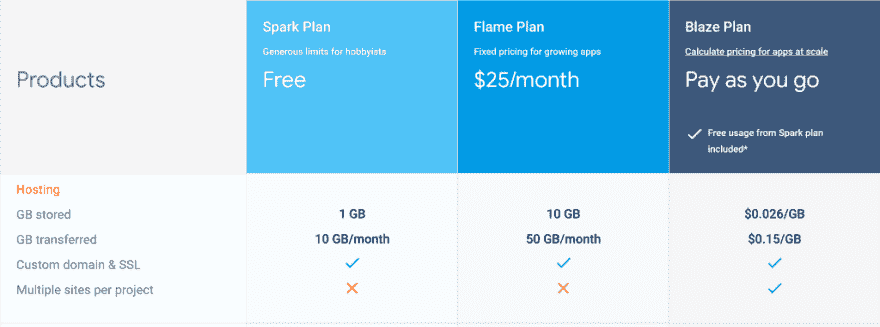 Products
Spark Plan
Generous limits for hobbyists
Free
Flame Plan
Fixed pricing for growing apps
$25/month
Blaze Plan
Calculate pricing for apps at scale
Pay as you go
Free usage from Spark plan
included*
Hosting
GB stored 1 GB 10 GB $0.026/GB
GB transferred 10 GB/month 50 GB/month $0.15/GB
Custom domain & SSL
Multiple sites per project